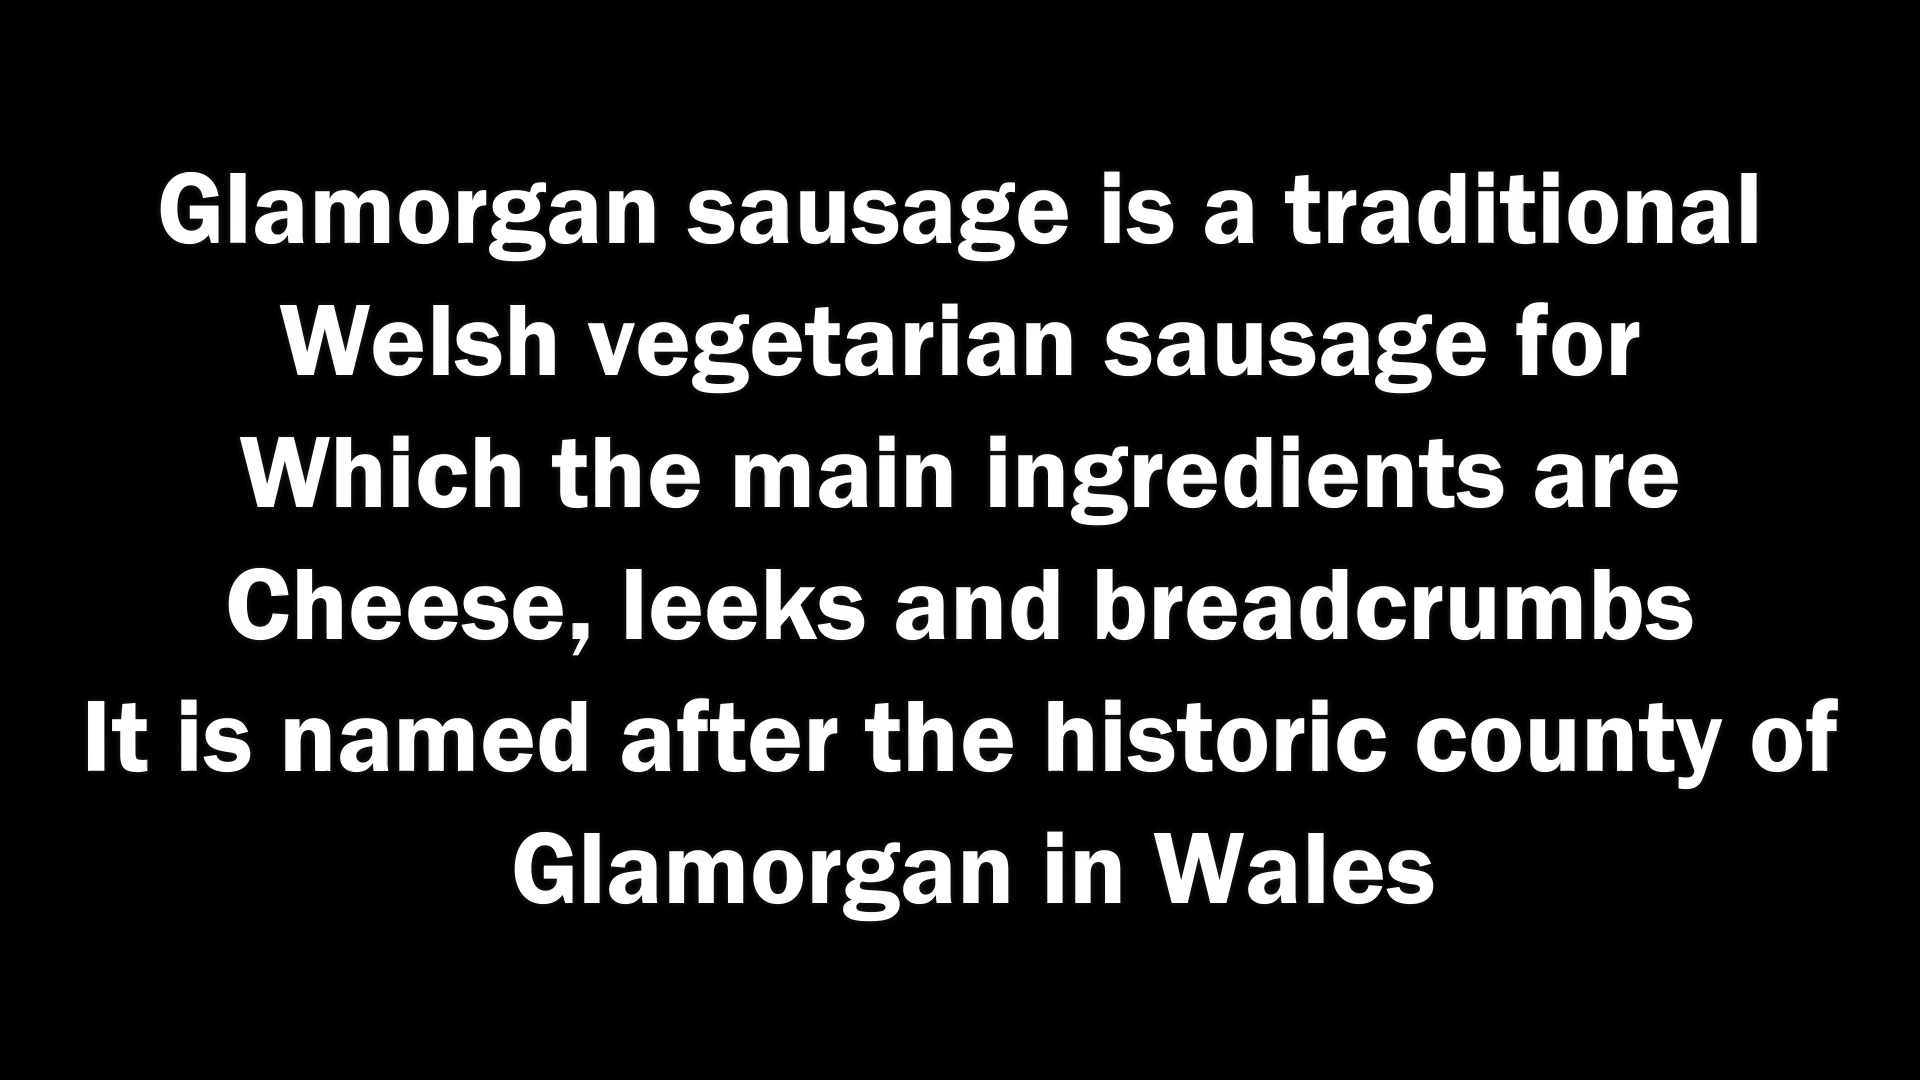 Glamorgan sausage is a traditional
Welsh vegetarian sausage for
Which the main ingredients are
Cheese, leeks and breadcrumbs
It is named after the historic county of
Glamorgan in Wales